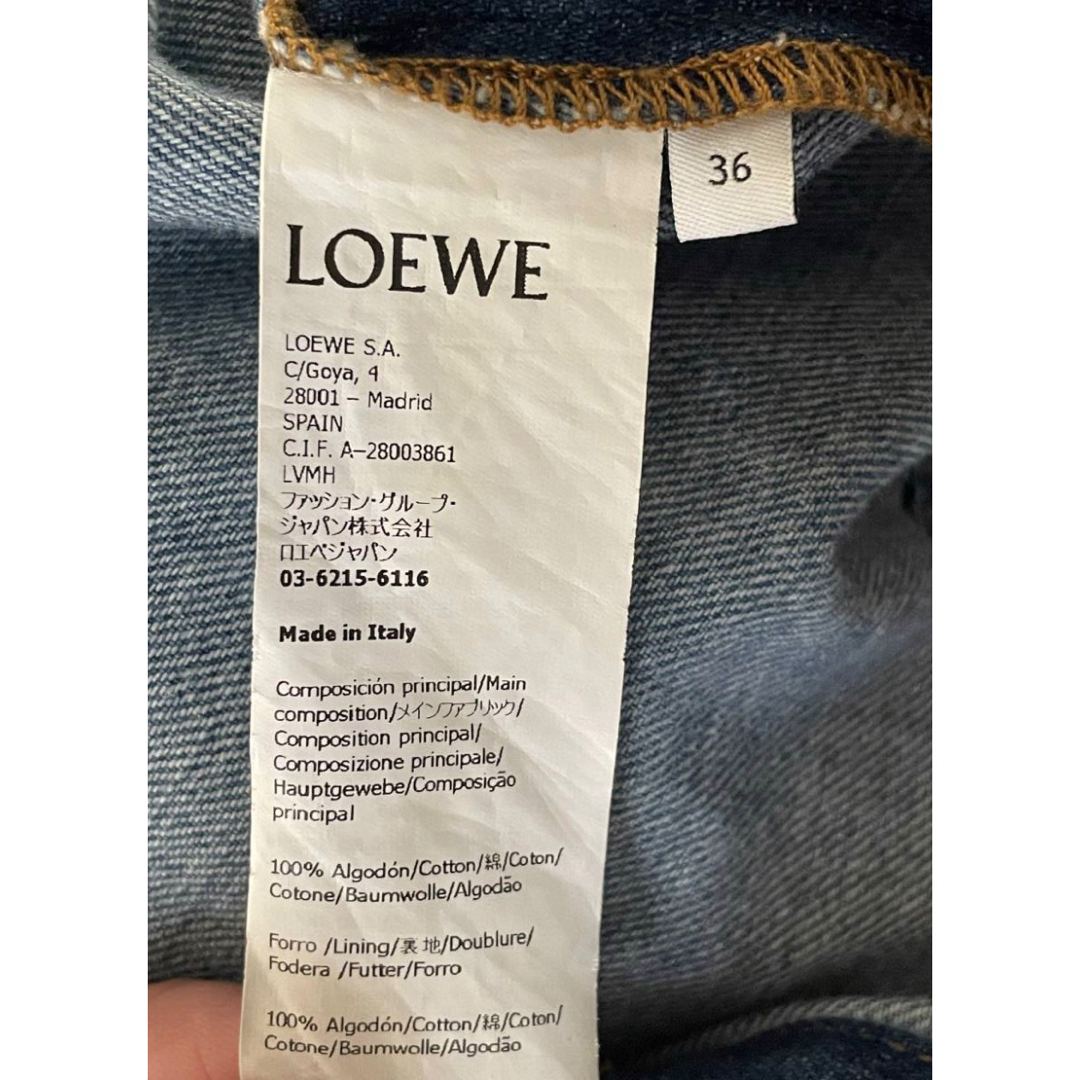 36
LOEWE
LOEWE S.A.
C/Goya, 4
28001 – Madrid
SPAIN
C.I.F. A–28003861
LVMH
ファッション・グループ・
ジャパン株式会社
ロエベジャパン
03-6215-6116
Made in Italy
Composición principal/Main
composition/メインファブリック/
Composition principal/
Composizione principale/
Hauptgewebe/Composição
principal
100% Algodón/Cotton/綿/Coton/
Cotone/Baumwolle/Algodão
Forro /Lining/裏地/Doublure/
Fodera /Futter/Forro
100% Algodón/Cotton/綿/Coton/
Cotone/Baumwolle/Algodão